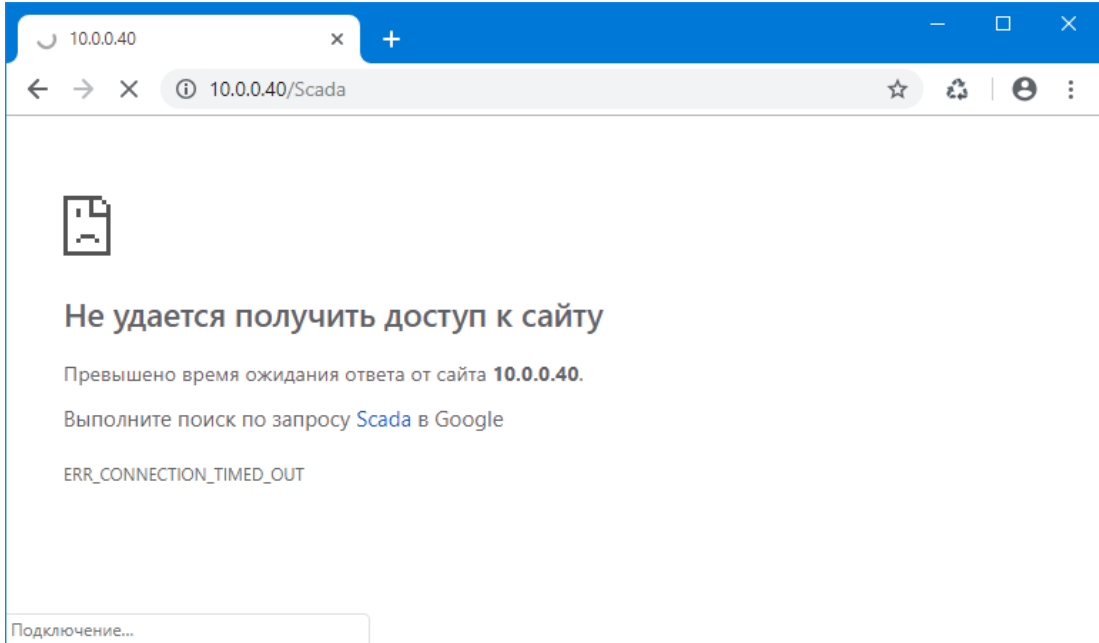 10.0.0.40
10.0.0.40/Scada
Не удается получить доступ к сайту
Превышено время ожидания ответа от сайта 10.0.0.40.
Выполните поиск по запросу Scada в Google
ERR_CONNECTION_TIMED_OUT
Подключение...